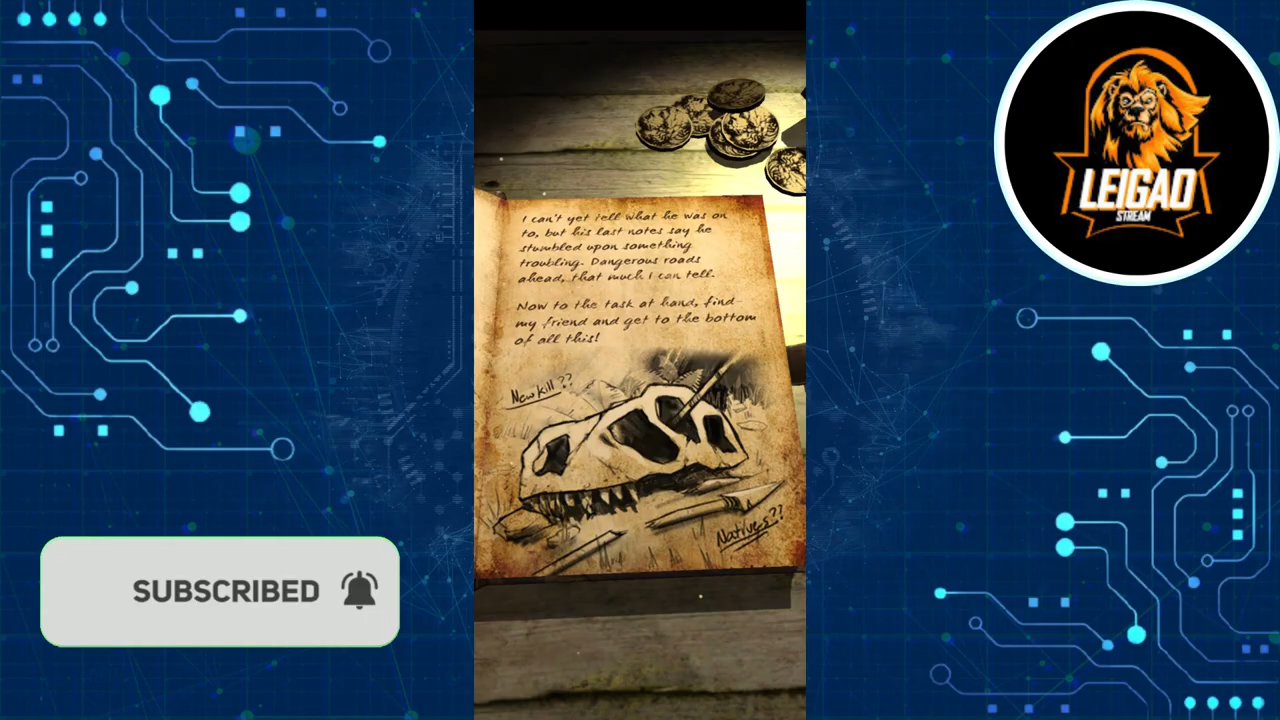 LEIGAO
STREAM
I can't yet tell what he was on
to, but his last notes say he
stumbled upon something
troubling. Dangerous roads
ahead, that much I can tell.
Now to the task at hand, find
my friend and get to the bottom
of all this!
New kill ??
Natives??
SUBSCRIBED